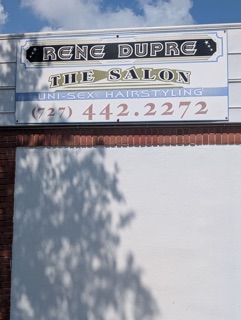 RENE DUPRE
THE SALON
UNI-SEX HAIRSTYLING
(727) 442.2272